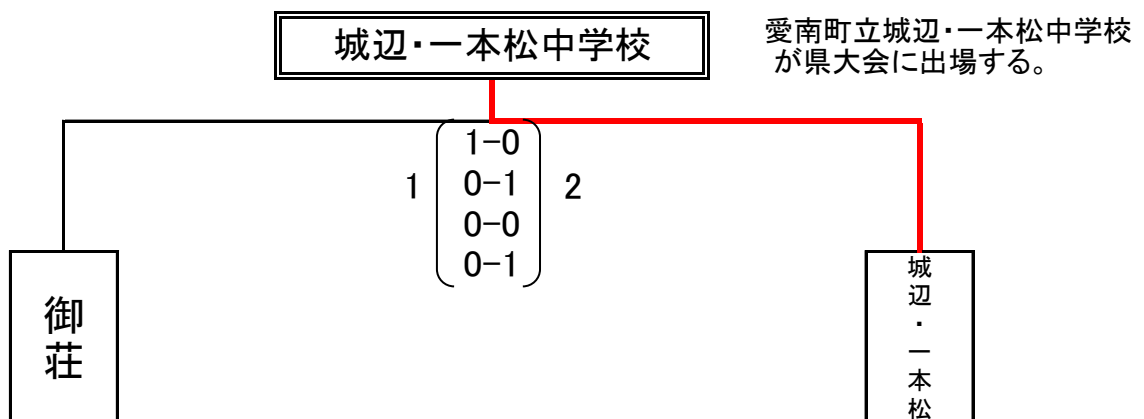 城辺・一本松中学校
愛南町立城辺・一本松中学校
が県大会に出場する。
1-0
1 0-1 2
0-0
0-1
御荘
城辺・一本松